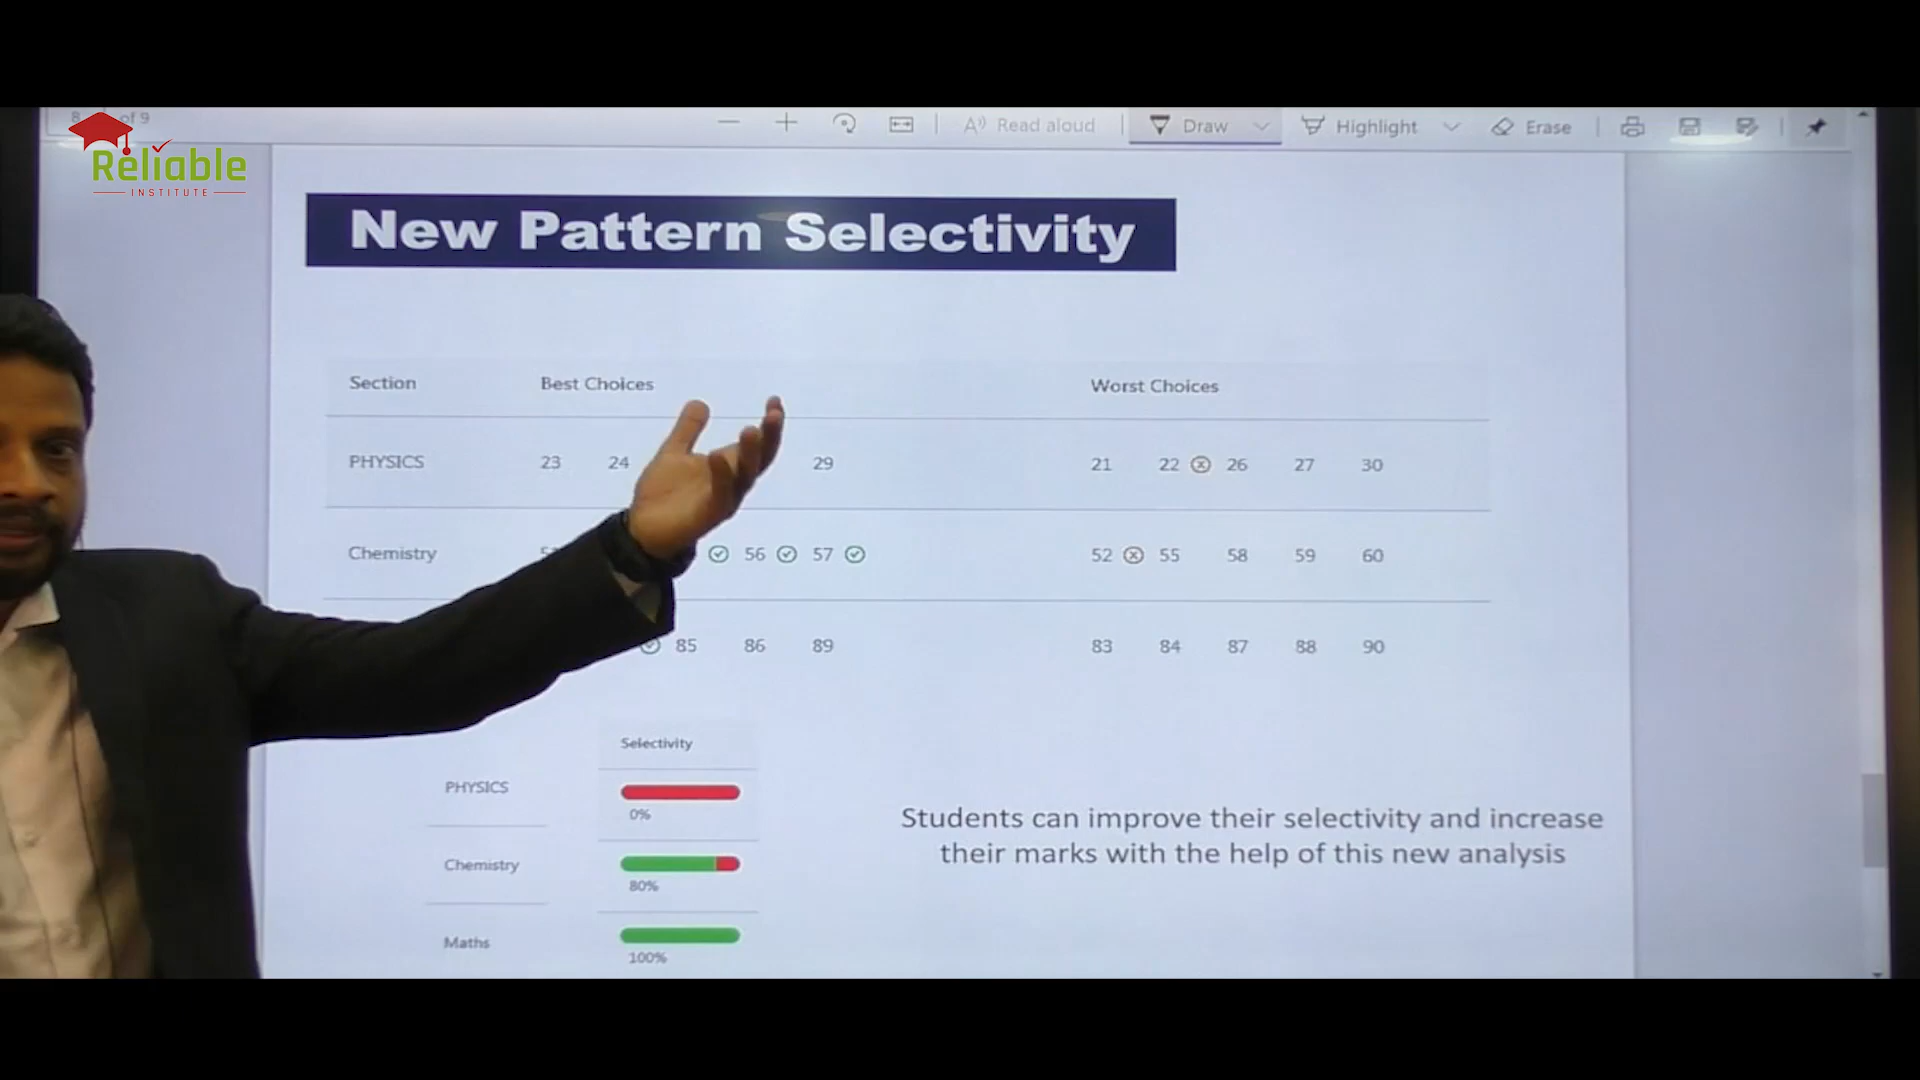 8 of 9
Read aloud
Draw
Highlight
Erase
Reliable
INSTITUTE
New Pattern Selectivity
Section Best Choices Worst Choices
PHYSICS 23 24 29 21 22 26 27 30
Chemistry 56 57 52 55 58 59 60
85 86 89 83 84 87 88 90
Selectivity
PHYSICS
0%
Chemistry
80%
Maths
100%
Students can improve their selectivity and increase
their marks with the help of this new analysis